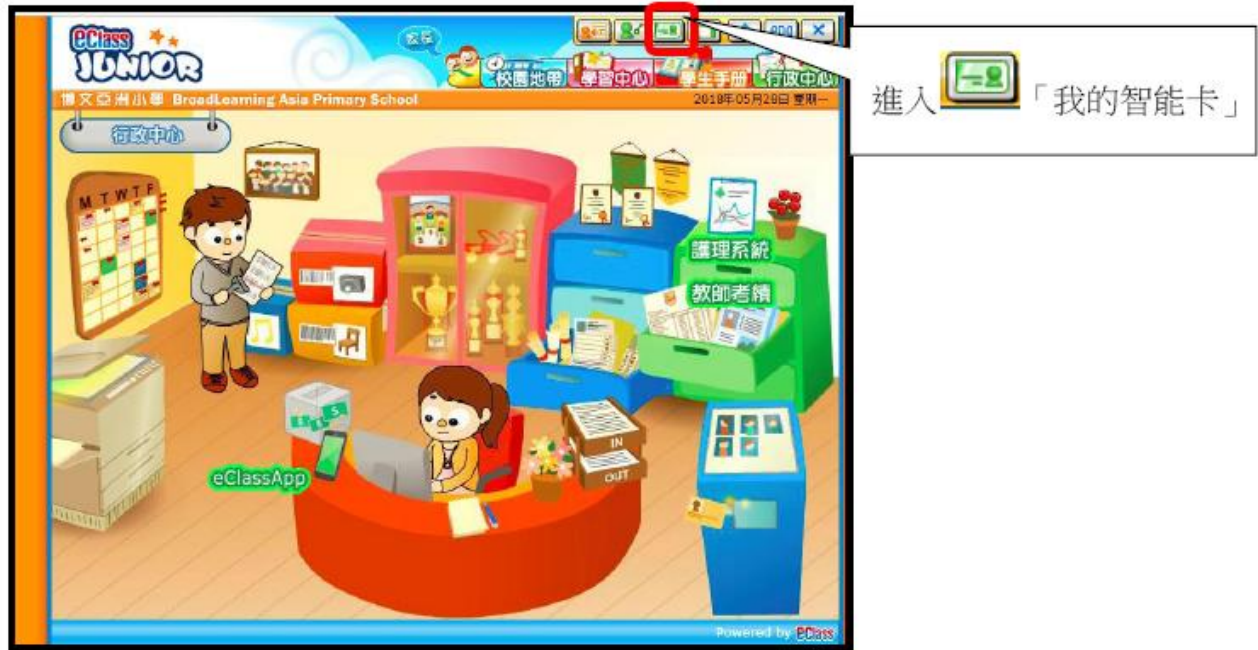 eClass
JUNIOR
家長
校園地帶 學習中心 學生手冊 行政中心
博文亞洲小學 BroadLearning Asia Primary School 2018年05月28日 星期一
進入 「我的智能卡」
行政中心
M T W T F
護理系統
教師考績
IN
OUT
eClassApp
Powered by eClass